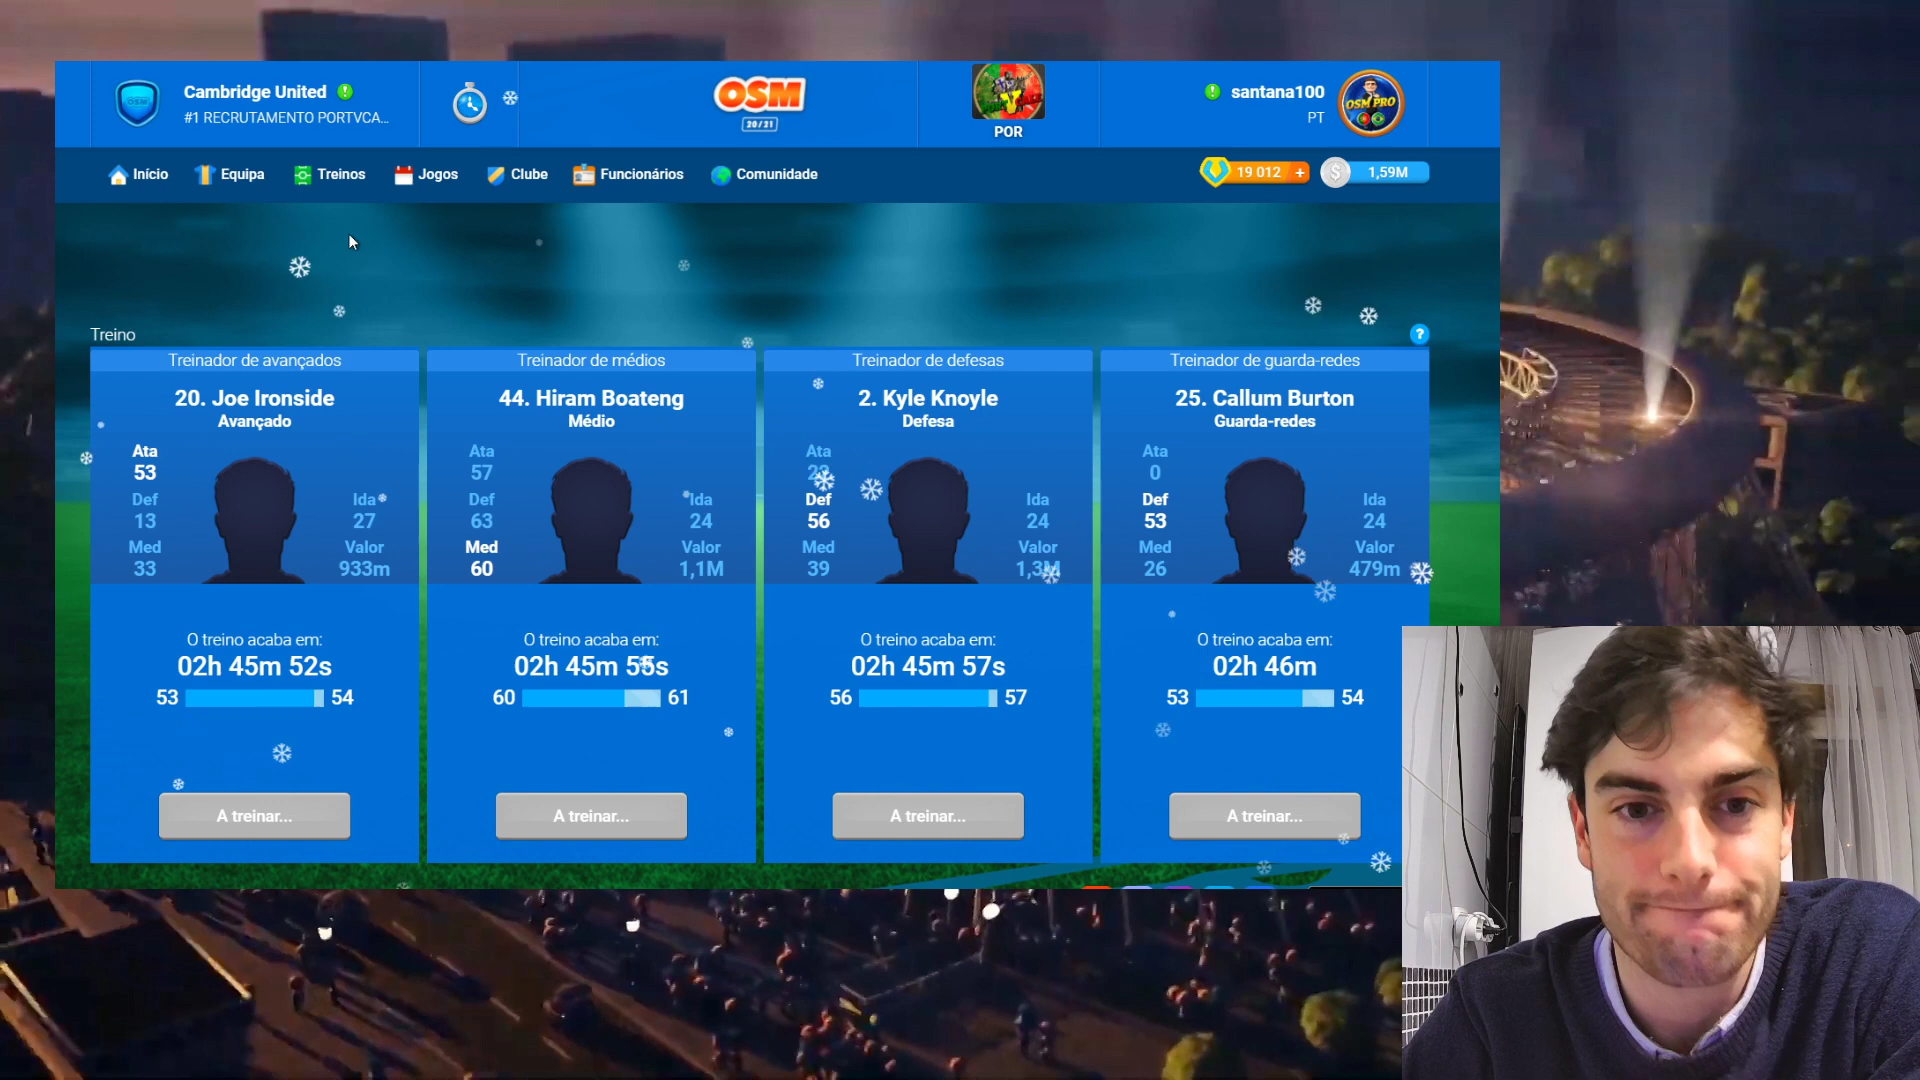 Cambridge United
#1 RECRUTAMENTO PORTVCA...
OSM
20/21
POR
santana100
PT
OSM PRO
Início
Equipa
Treinos
Jogos
Clube
Funcionários
Comunidade
19 012 +
1,59M
Treino
?
Treinador de avançados
20. Joe Ironside
Avançado
Ata
53
Def
13
Med
33
Ida
27
Valor
933m
O treino acaba em:
02h 45m 52s
53 54
A treinar...
Treinador de médios
44. Hiram Boateng
Médio
Ata
57
Def
63
Med
60
Ida
24
Valor
1,1M
O treino acaba em:
02h 45m
60 61
A treinar...
Treinador de defesas
2. Kyle Knoyle
Defesa
Ata
Def
56
Med
39
Ida
24
Valor
1,3M
O treino acaba em:
02h 45m 57s
56 57
A treinar...
Treinador de guarda-redes
25. Callum Burton
Guarda-redes
Ata
0
Def
53
Med
26
Ida
24
Valor
479m
O treino acaba em:
02h 46m
53 54
A treinar...